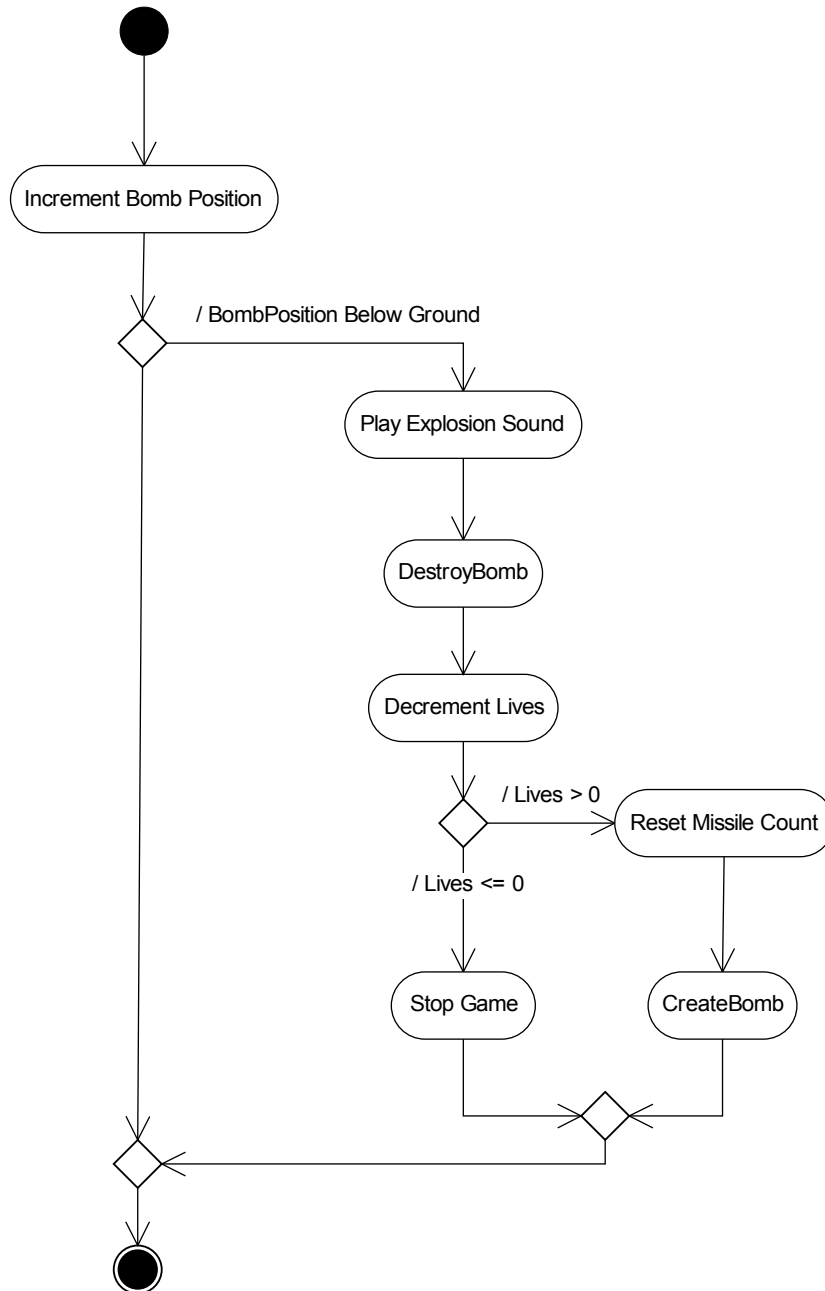 Increment Bomb Position
/ BombPosition Below Ground
Play Explosion Sound
DestroyBomb
Decrement Lives
/ Lives > 0
Reset Missile Count
/ Lives <= 0
Stop Game
CreateBomb